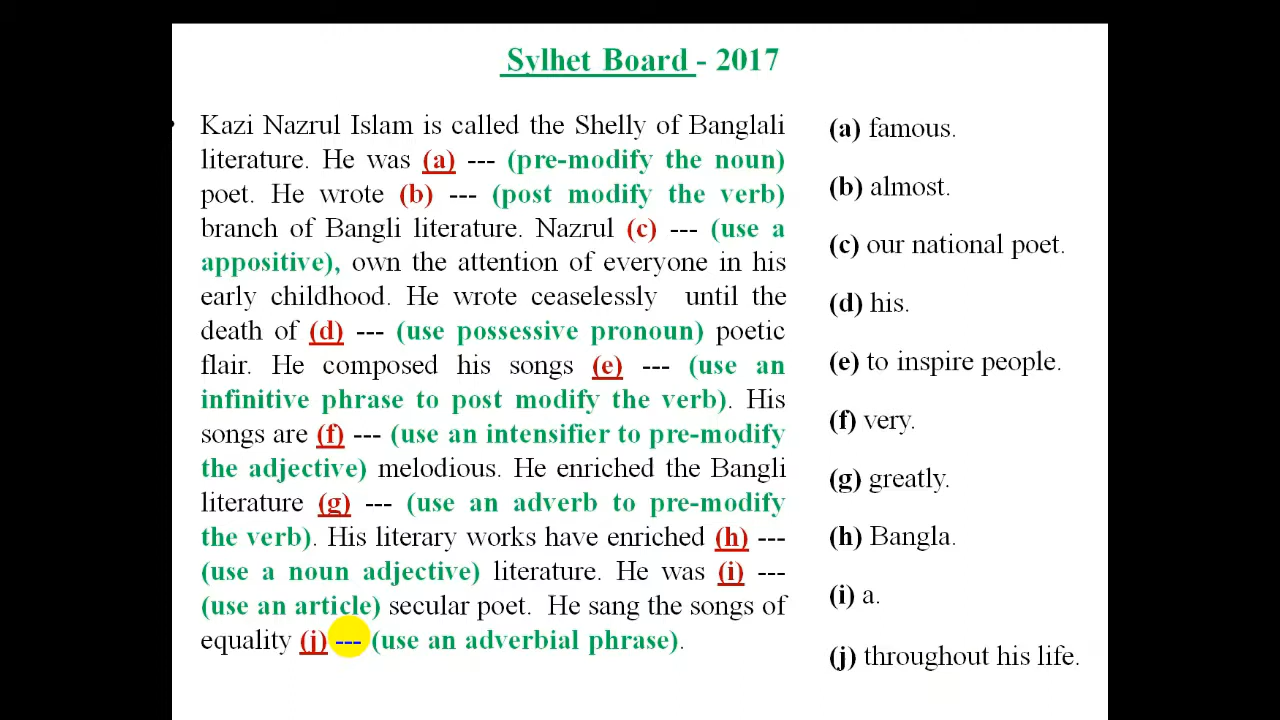 Sylhet Board - 2017
Kazi Nazrul Islam is called the Shelly of Banglali
literature. He was (a) --- (pre-modify the noun)
poet. He wrote (b) --- (post modify the verb)
branch of Bangli literature. Nazrul (c) --- (use a
appositive), own the attention of everyone in his
early childhood. He wrote ceaselessly until the
death of (d) --- (use possessive pronoun) poetic
flair. He composed his songs (e) --- (use an
infinitive phrase to post modify the verb). His
songs are (f) --- (use an intensifier to pre-modify
the adjective) melodious. He enriched the Bangli
literature (g) --- (use an adverb to pre-modify
the verb). His literary works have enriched (h) ---
(use a noun adjective) literature. He was (i) ---
(use an article) secular poet. He sang the songs of
equality (j) --- (use an adverbial phrase).
(a) famous.
(b) almost.
(c) our national poet.
(d) his.
(e) to inspire people.
(f) very.
(g) greatly.
(h) Bangla.
(i) a.
(j) throughout his life.